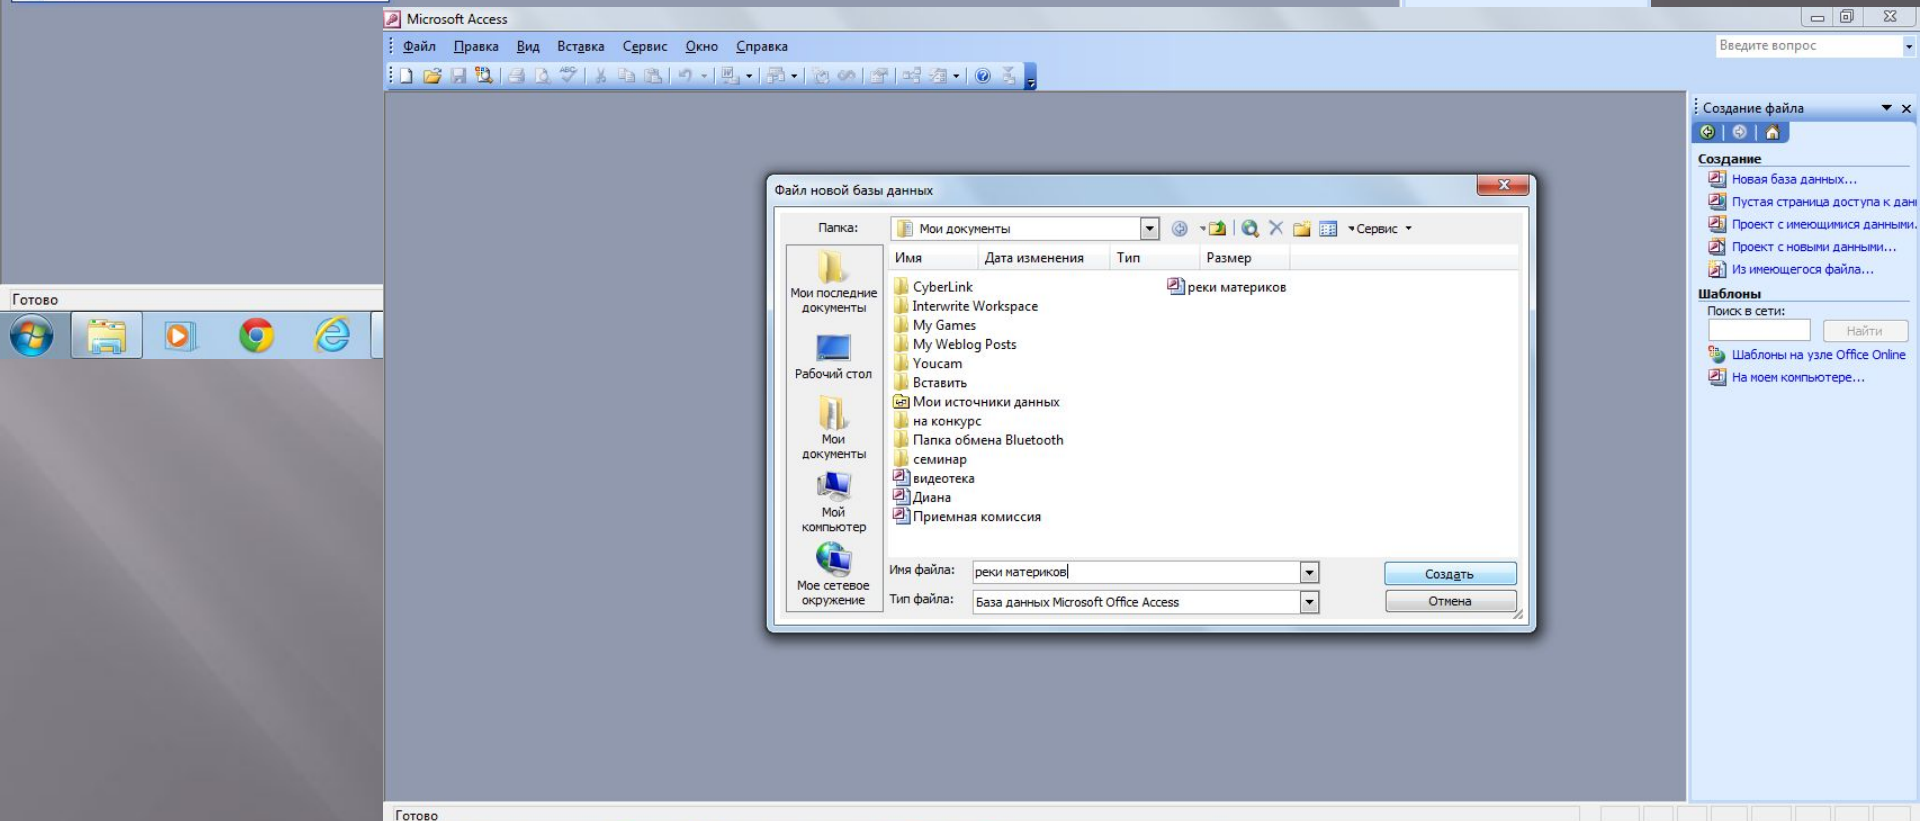 Microsoft Access
Файл Правка Вид Вставка Сервис Окно Справка
Введите вопрос
Создание файла
Создание
Новая база данных...
Пустая страница доступа к дан
Проект с имеющимися данными.
Проект с новыми данными...
Из имеющегося файла...
Шаблоны
Поиск в сети:
Найти
Шаблоны на узле Office Online
На моем компьютере...
Файл новой базы данных
Папка: Мои документы Сервис
Имя Дата изменения Тип Размер
Мои последние документы
Рабочий стол
Мои документы
Мой компьютер
Мое сетевое окружение
CyberLink
Interwrite Workspace
My Games
My Weblog Posts
Youcam
Вставить
Мои источники данных
на конкурс
Папка обмена Bluetooth
семинар
видеотека
Диана
Приемная комиссия
реки материков
Имя файла: реки материков Создать
Тип файла: База данных Microsoft Office Access Отмена
Готово
Готово